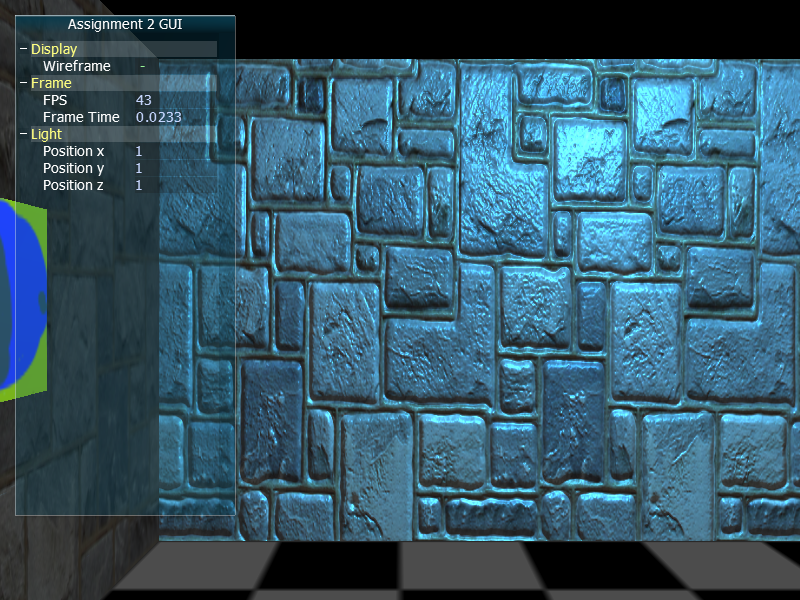 Assignment 2 GUI
− Display
Wireframe -
− Frame
FPS 43
Frame Time 0.0233
− Light
Position x 1
Position y 1
Position z 1